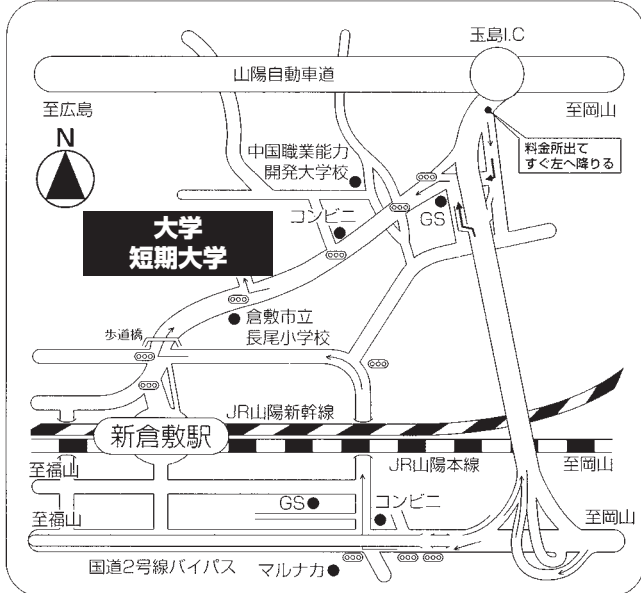 玉島I.C
山陽自動車道
至広島
至岡山
N
料金所出て
すぐ左へ降りる
中国職業能力
開発大学校
コンビニ
GS
大学
短期大学
倉敷市立
長尾小学校
歩道橋
JR山陽新幹線
新倉敷駅
至福山
JR山陽本線
至岡山
GS
コンビニ
至福山
至岡山
国道2号線バイパス
マルナカ